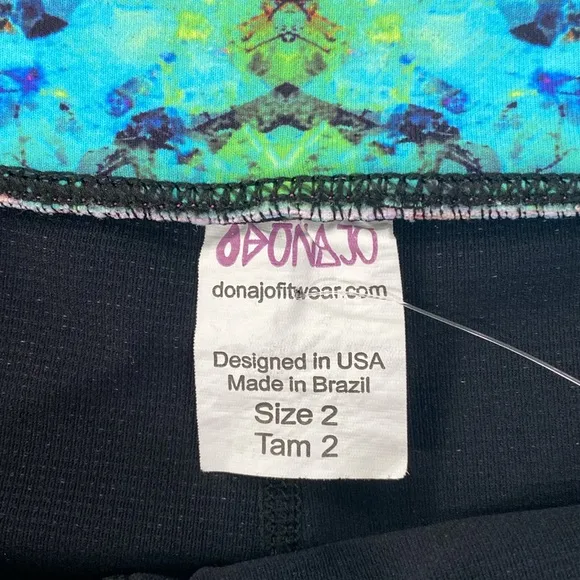 DONAJO
donajofitwear.com
Designed in USA
Made in Brazil
Size 2
Tam 2